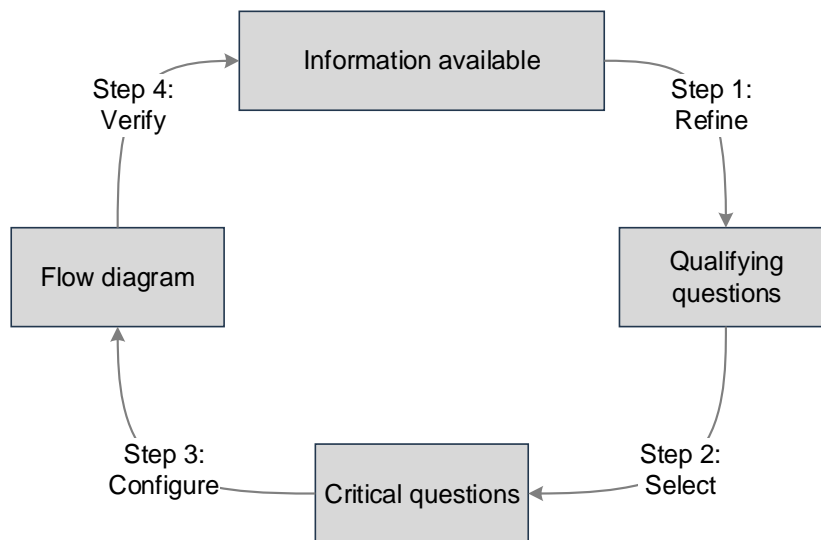 Information available
Step 1:
Refine
Qualifying
questions
Step 2:
Select
Critical questions
Step 3:
Configure
Flow diagram
Step 4:
Verify